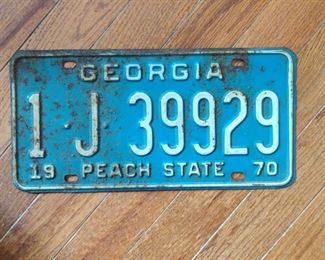 GEORGIA
1·J 39929
19 PEACH STATE 70